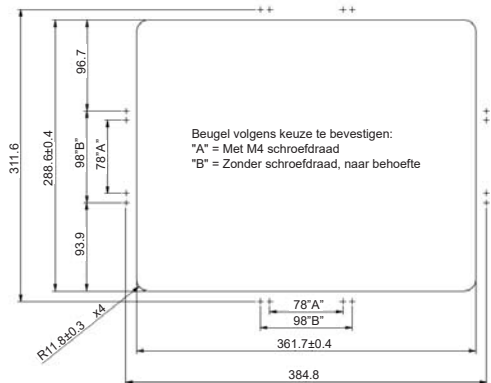 96.7
311.6
288.6±0.4
98"B"
78"A"
Beugel volgens keuze te bevestigen:
"A" = Met M4 schroefdraad
"B" = Zonder schroefdraad, naar behoefte
93.9
R11.8±0.3 x4
78"A"
98"B"
361.7±0.4
384.8